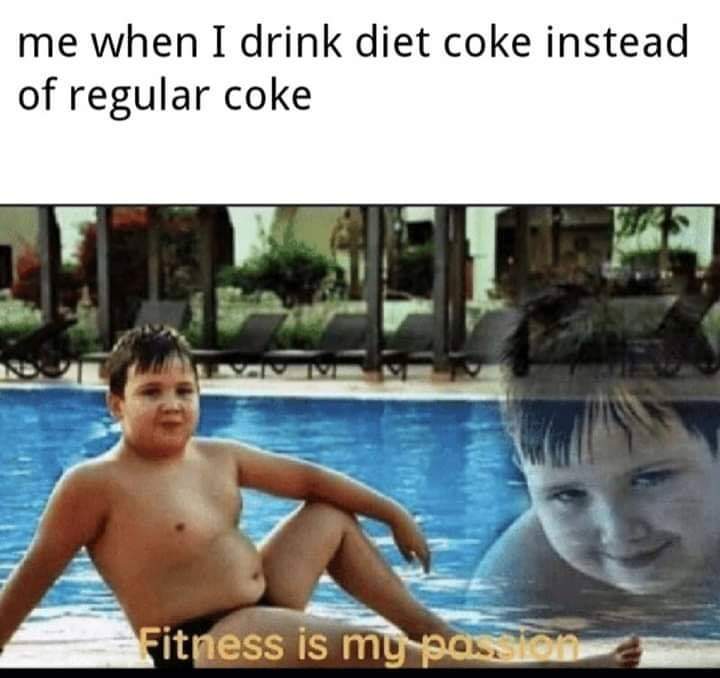 me when I drink diet coke instead
of regular coke
Fitness is my passion